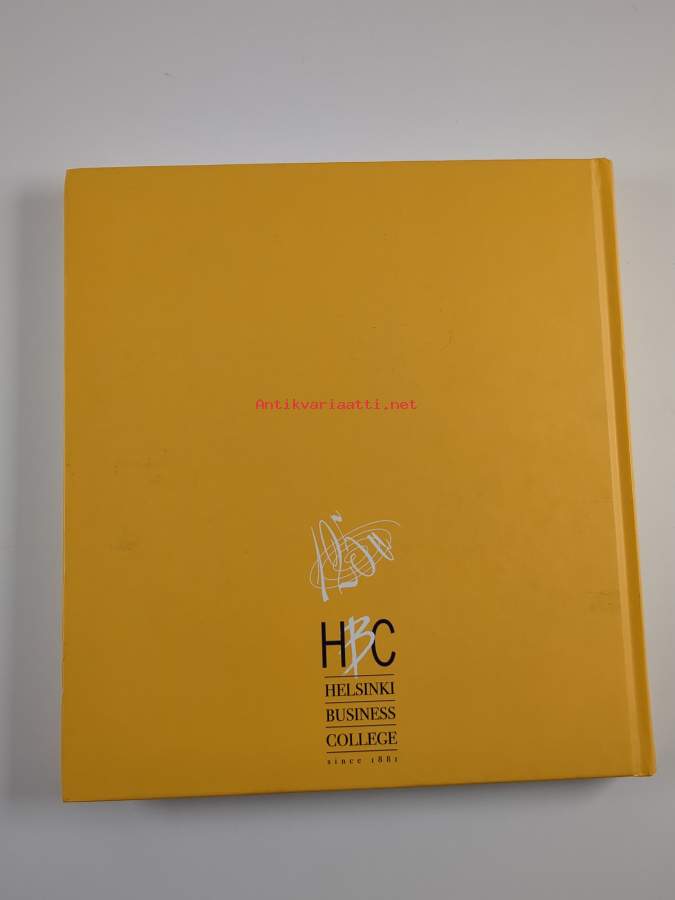 Antikvariaatti.net
HBC
HELSINKI
BUSINESS
COLLEGE
since 1881